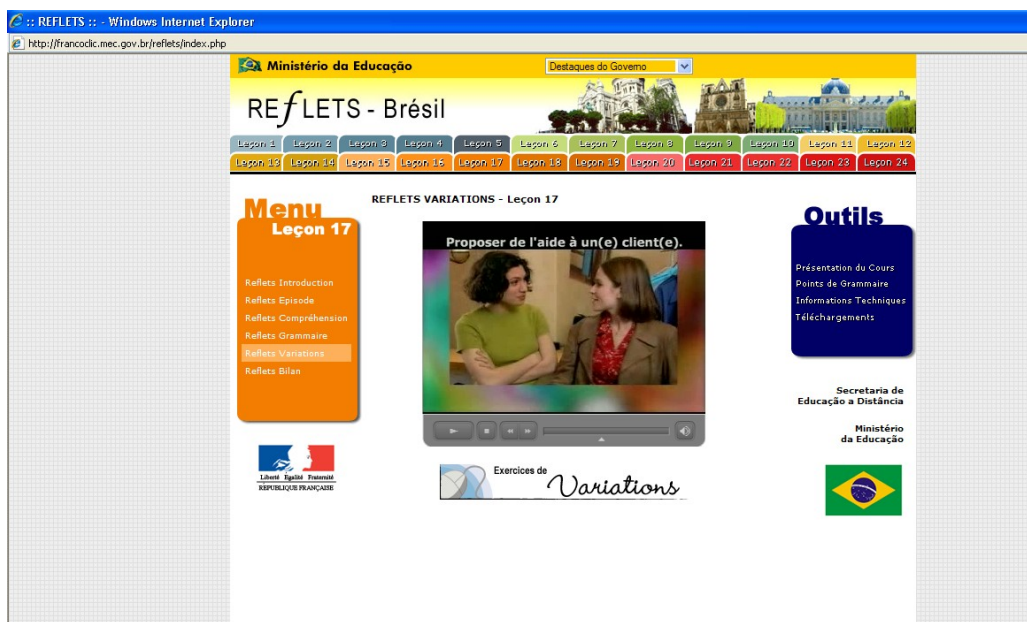 :: REFLETS :: - Windows Internet Explorer
http://francoclic.mec.gov.br/reflets/index.php
Ministério da Educação
Destaques do Governo
REfLETS - Brésil
Leçon 1 Leçon 2 Leçon 3 Leçon 4 Leçon 5 Leçon 6 Leçon 7 Leçon 8 Leçon 9 Leçon 10 Leçon 11 Leçon 12
Leçon 13 Leçon 14 Leçon 15 Leçon 16 Leçon 17 Leçon 18 Leçon 19 Leçon 20 Leçon 21 Leçon 22 Leçon 23 Leçon 24
REFLETS VARIATIONS - Leçon 17
Menu
Leçon 17
Reflets Introduction
Reflets Episode
Reflets Compréhension
Reflets Grammaire
Reflets Variations
Reflets Bilan
Liberté Égalité Fraternité
RÉPUBLIQUE FRANÇAISE
Proposer de l'aide à un(e) client(e).
Exercices de
Variations
Outils
Présentation du Cours
Points de Grammaire
Informations Techniques
Téléchargements
Secretaria de
Educação a Distância
Ministério
da Educação